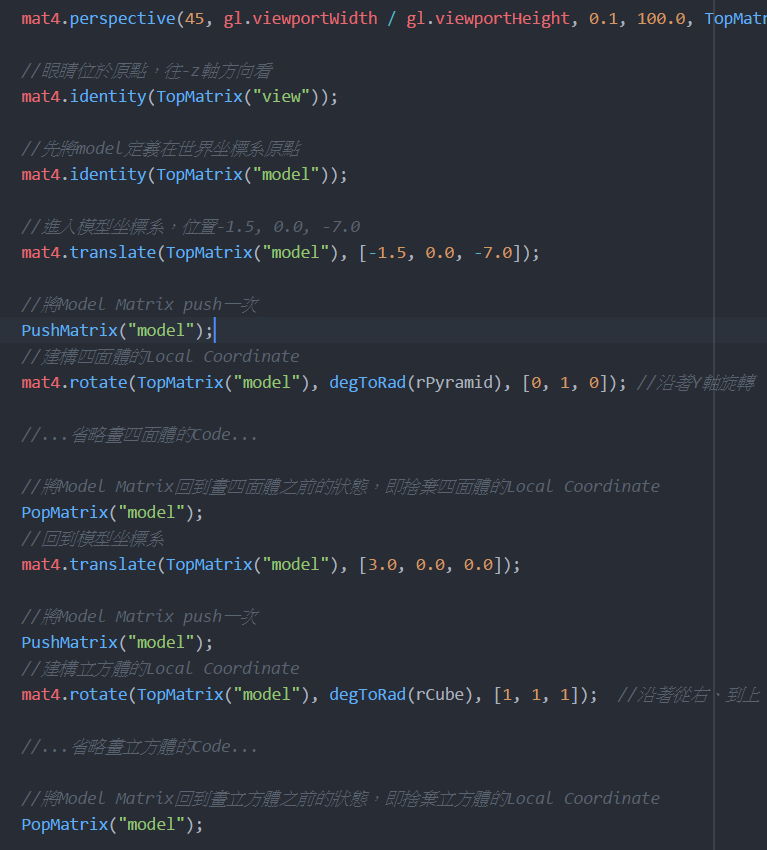 mat4.perspective(45, gl.viewportWidth / gl.viewportHeight, 0.1, 100.0, TopMatr
//眼睛位於原點，往-z軸方向看
mat4.identity(TopMatrix("view"));
//先將model定義在世界坐標系原點
mat4.identity(TopMatrix("model"));
//進入模型坐標系，位置-1.5, 0.0, -7.0
mat4.translate(TopMatrix("model"), [-1.5, 0.0, -7.0]);
//將Model Matrix push一次
PushMatrix("model");
//建構四面體的Local Coordinate
mat4.rotate(TopMatrix("model"), degToRad(rPyramid), [0, 1, 0]); //沿著Y軸旋轉
//...省略畫四面體的Code...
//將Model Matrix回到畫四面體之前的狀態，即捨棄四面體的Local Coordinate
PopMatrix("model");
//回到模型坐標系
mat4.translate(TopMatrix("model"), [3.0, 0.0, 0.0]);
//將Model Matrix push一次
PushMatrix("model");
//建構立方體的Local Coordinate
mat4.rotate(TopMatrix("model"), degToRad(rCube), [1, 1, 1]);  //沿著從右、到上
//...省略畫立方體的Code...
//將Model Matrix回到畫立方體之前的狀態，即捨棄立方體的Local Coordinate
PopMatrix("model");